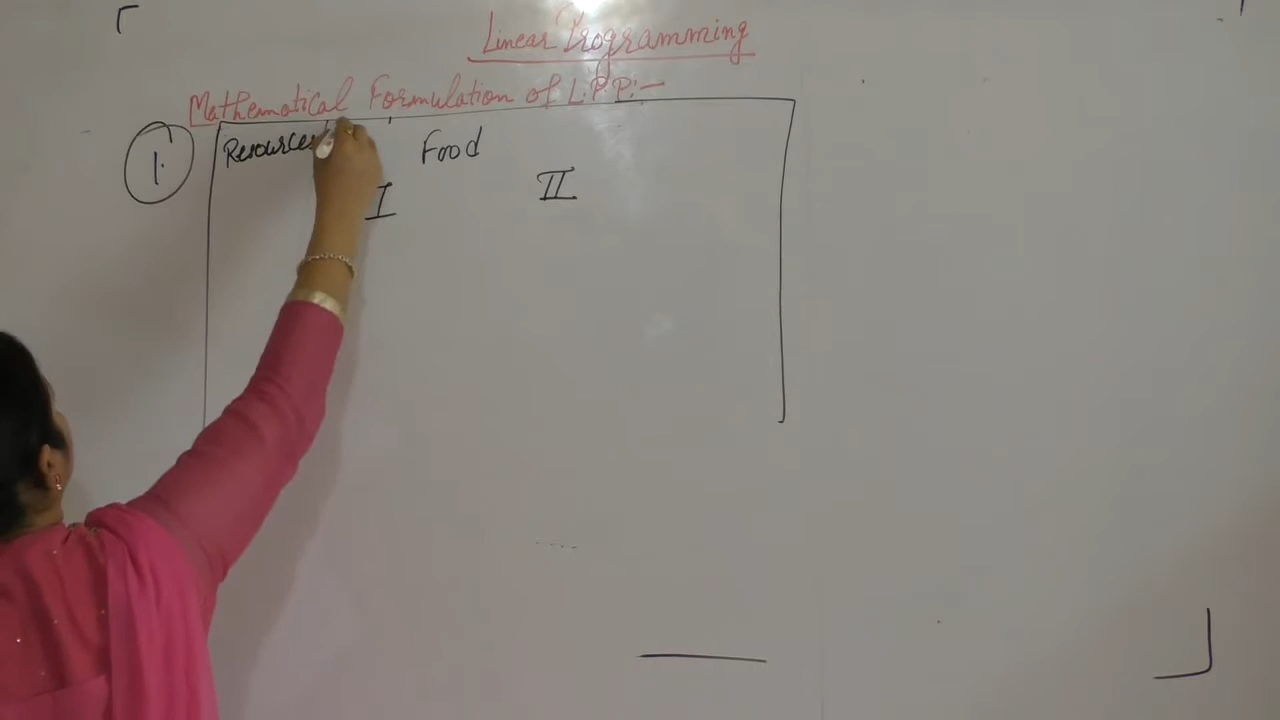 Linear Programming
Mathematical Formulation of L.P.P:-
1.
Resources
Food
I
II